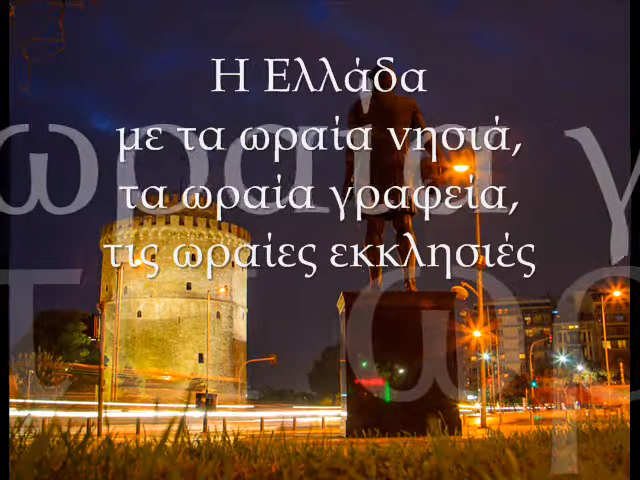 Η Ελλάδα
με τα ωραία νησιά,
τα ωραία γραφεία,
τις ωραίες εκκλησιές